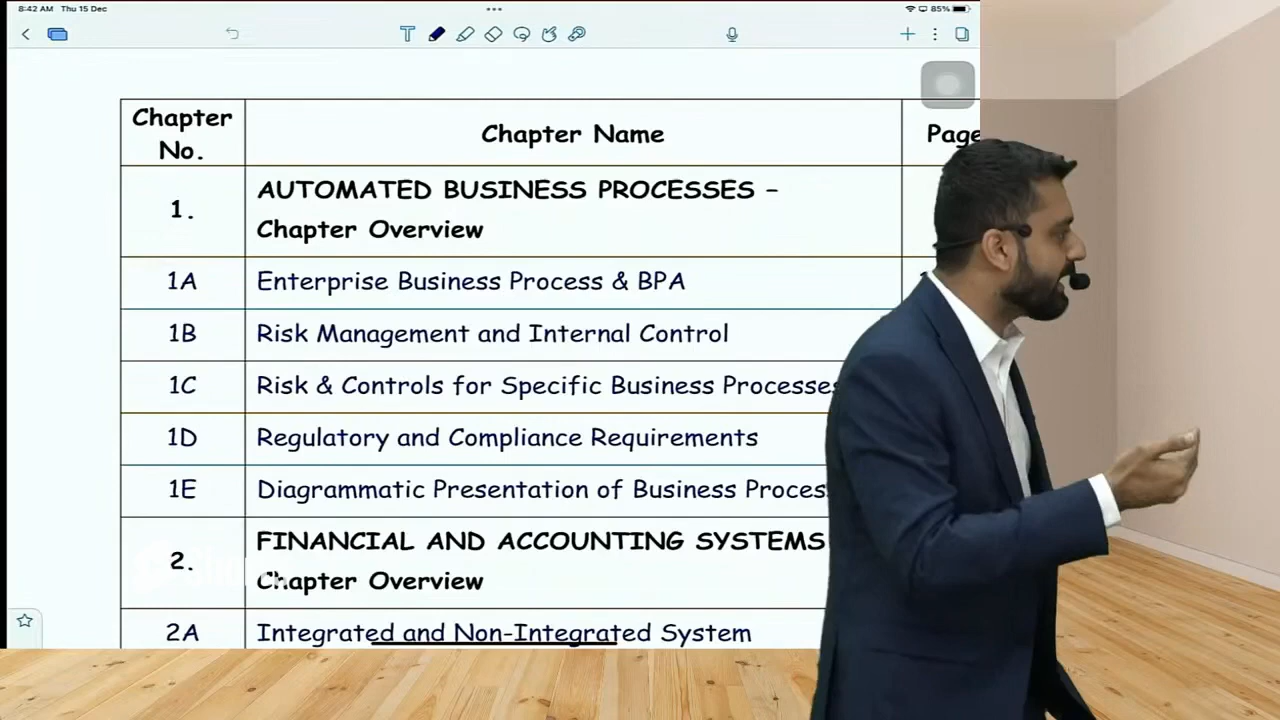 8:42 AM Thu 15 Dec
85%
Chapter No.
Chapter Name
Page
1.
AUTOMATED BUSINESS PROCESSES –
Chapter Overview
1A
Enterprise Business Process & BPA
1B
Risk Management and Internal Control
1C
Risk & Controls for Specific Business Processes
1D
Regulatory and Compliance Requirements
1E
Diagrammatic Presentation of Business Proces
2.
FINANCIAL AND ACCOUNTING SYSTEMS
Chapter Overview
2A
Integrated and Non-Integrated System